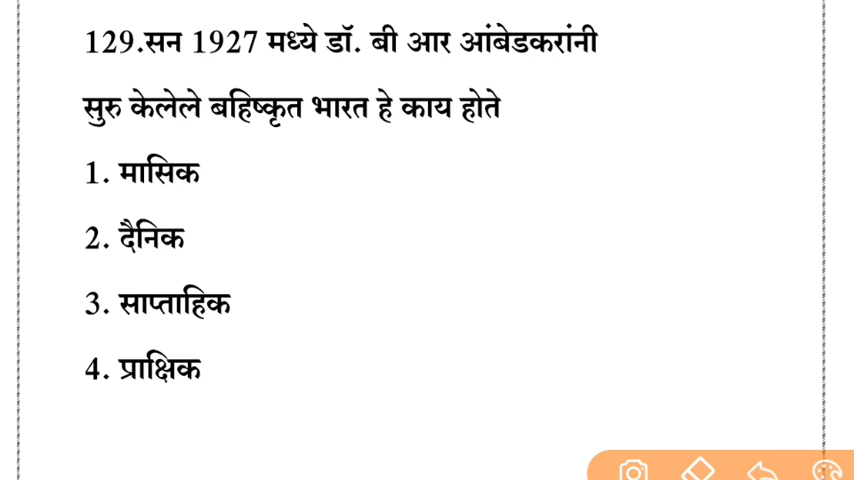 129.सन 1927 मध्ये डॉ. बी आर आंबेडकरांनी
सुरु केलेले बहिष्कृत भारत हे काय होते
1. मासिक
2. दैनिक
3. साप्ताहिक
4. प्राक्षिक